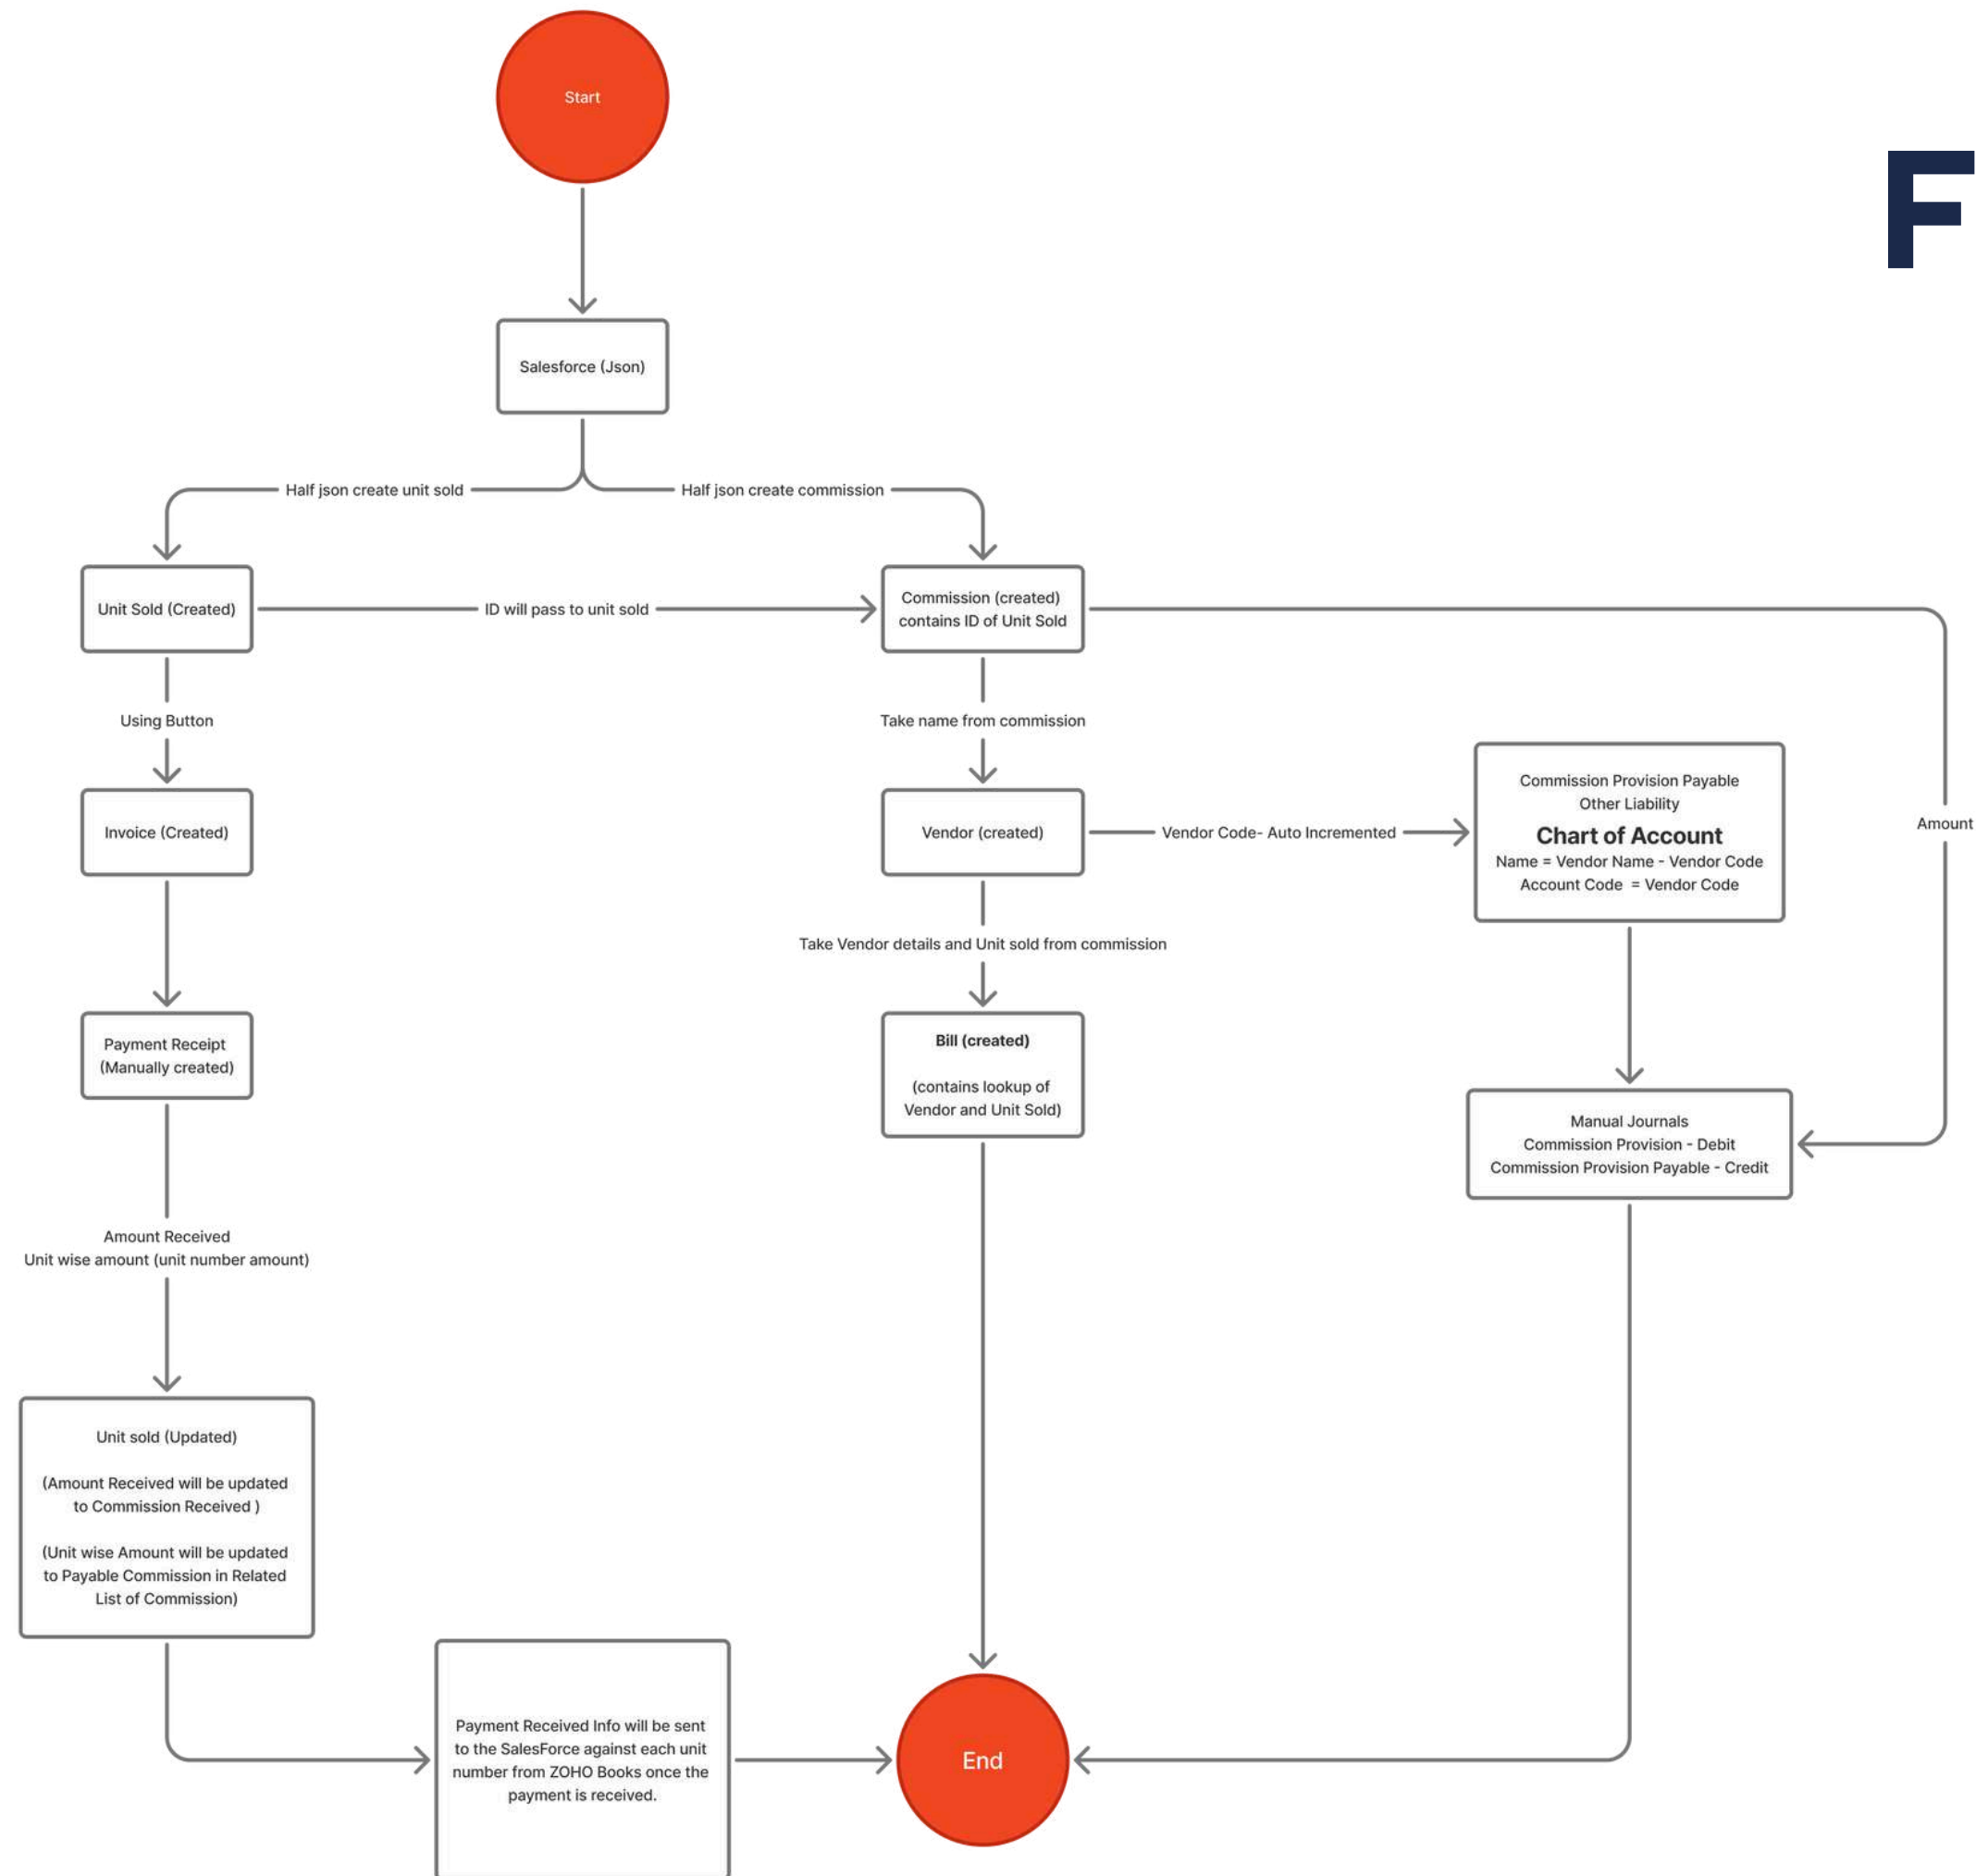 Start
F
Salesforce (Json)
Half json create unit sold
Half json create commission
Unit Sold (Created)
ID will pass to unit sold
Commission (created)
contains ID of Unit Sold
Using Button
Take name from commission
Invoice (Created)
Vendor (created)
Vendor Code- Auto Incremented
Commission Provision Payable
Other Liability
Chart of Account
Name = Vendor Name - Vendor Code
Account Code  = Vendor Code
Amount
Take Vendor details and Unit sold from commission
Payment Receipt
(Manually created)
Bill (created)
(contains lookup of
Vendor and Unit Sold)
Manual Journals
Commission Provision - Debit
Commission Provision Payable - Credit
Amount Received
Unit wise amount (unit number amount)
Unit sold (Updated)
(Amount Received will be updated
to Commission Received )
(Unit wise Amount will be updated
to Payable Commission in Related
List of Commission)
Payment Received Info will be sent
to the SalesForce against each unit
number from ZOHO Books once the
payment is received.
End